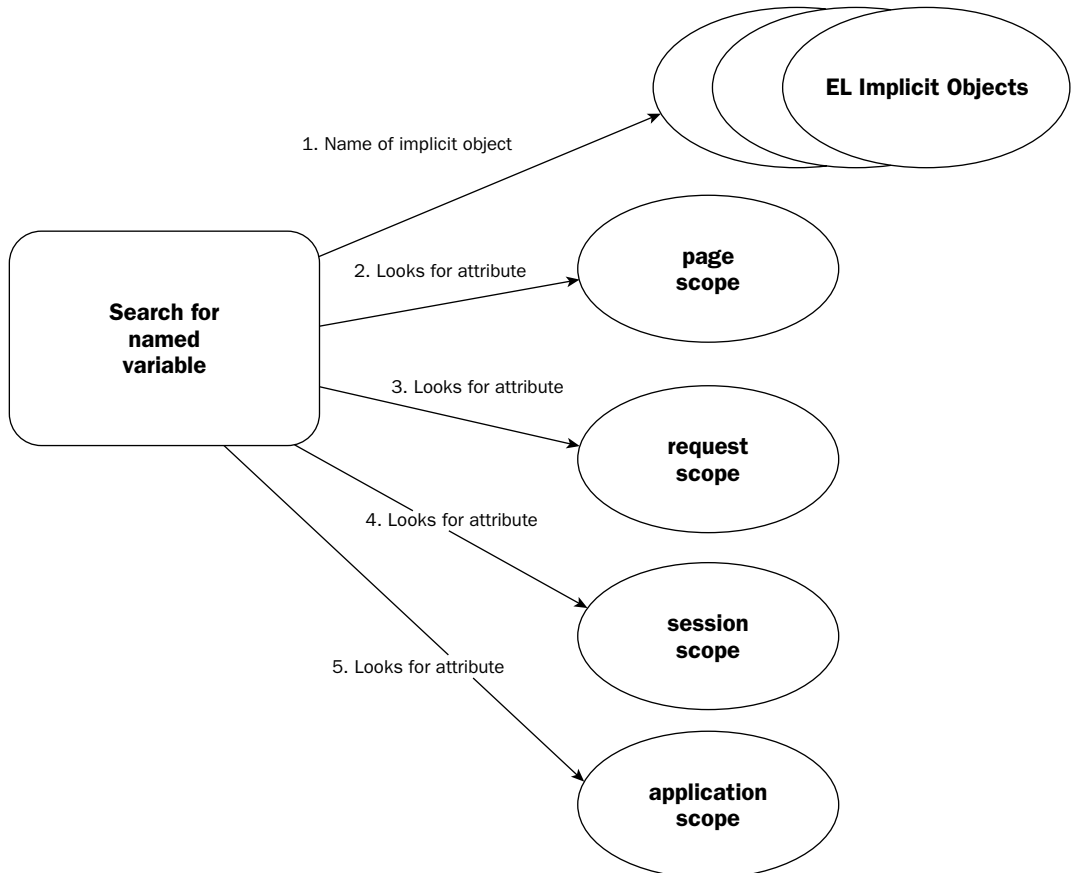 EL Implicit Objects
1. Name of implicit object
page
scope
2. Looks for attribute
Search for
named
variable
3. Looks for attribute
request
scope
4. Looks for attribute
session
scope
5. Looks for attribute
application
scope